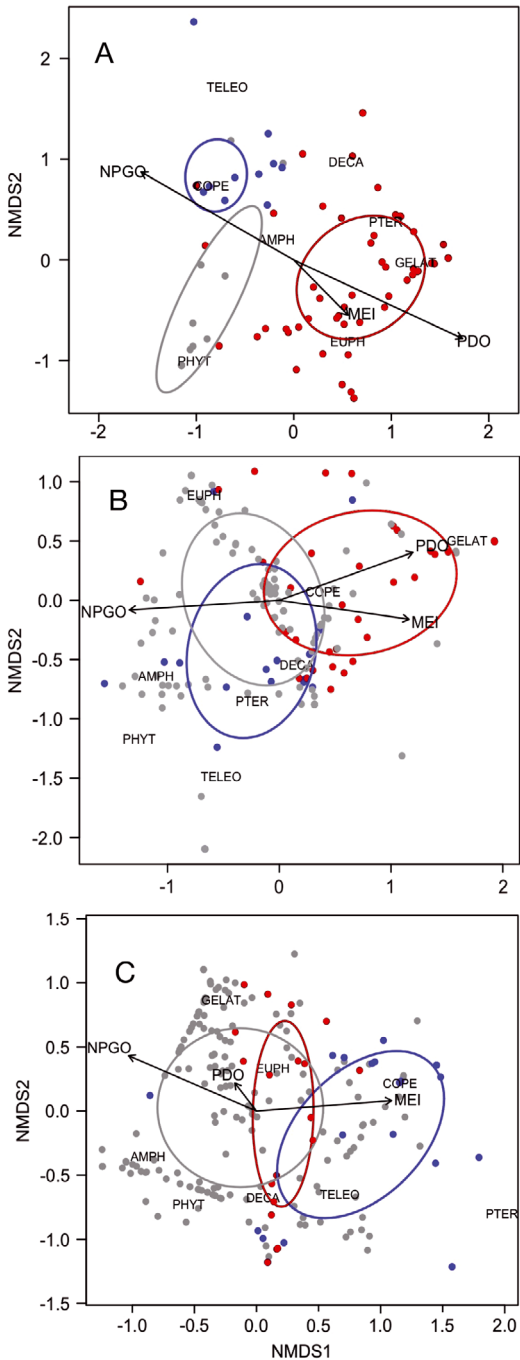 A
2
TELEO
DECA
1
NPGO
COPE
PTER
AMPH
GELAT
0
NMDS2
MEI
EUPH
PDO
PHYT
-1
-2 -1 0 1 2
B
1.0
EUPH
GELAT
PDO
0.5
COPE
0.0
NPGO
MEI
NMDS2
-0.5
DECA
AMPH
PTER
-1.0
PHYT
TELEO
-1.5
-2.0
-1 0 1 2
1.5
C
1.0
GELAT
NPGO
0.5
PDO
EUPH
COPE
MEI
0.0
NMDS2
AMPH
-0.5
PHYT
DECA
TELEO
PTER
-1.0
-1.5
-1.0 -0.5 0.0 0.5 1.0 1.5 2.0
NMDS1